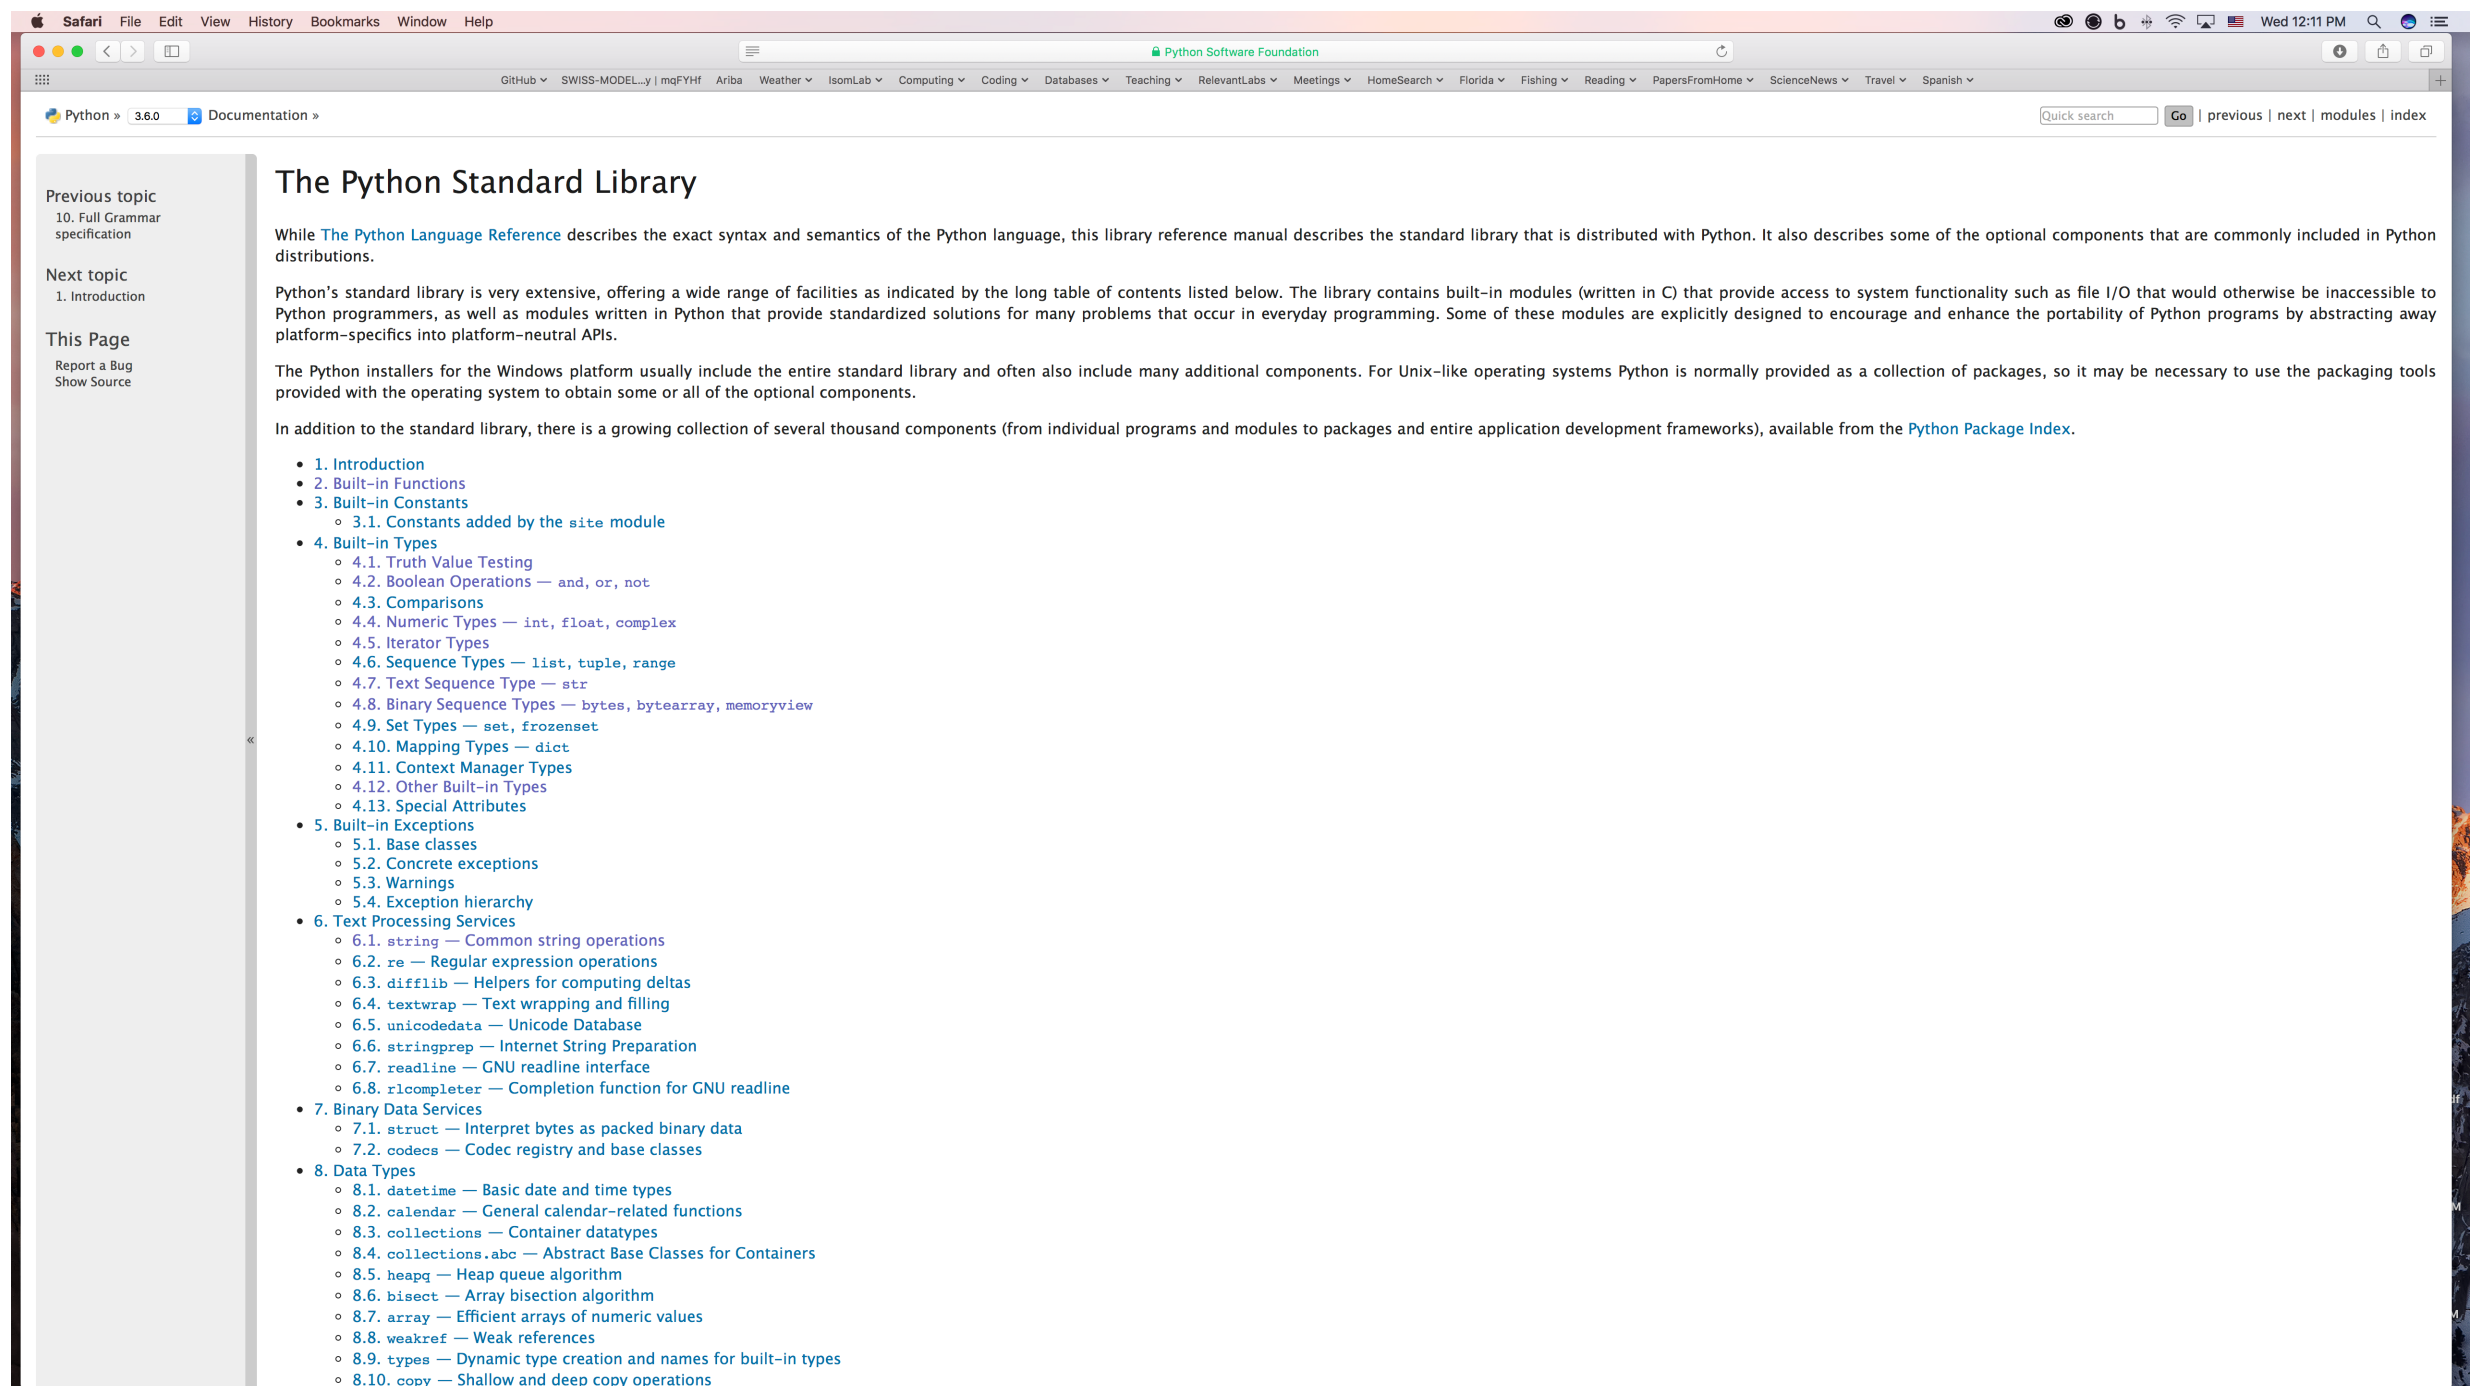 Safari File Edit View History Bookmarks Window Help
Wed 12:11 PM
Python Software Foundation
GitHub SWISS-MODEL...y | mqFYHf Ariba Weather IsomLab Computing Coding Databases Teaching RelevantLabs Meetings HomeSearch Florida Fishing Reading PapersFromHome ScienceNews Travel Spanish
Python » 3.6.0 Documentation »
Quick search Go | previous | next | modules | index
Previous topic
10. Full Grammar
specification
Next topic
1. Introduction
This Page
Report a Bug
Show Source
«
The Python Standard Library
While The Python Language Reference describes the exact syntax and semantics of the Python language, this library reference manual describes the standard library that is distributed with Python. It also describes some of the optional components that are commonly included in Python
distributions.
Python’s standard library is very extensive, offering a wide range of facilities as indicated by the long table of contents listed below. The library contains built-in modules (written in C) that provide access to system functionality such as file I/O that would otherwise be inaccessible to
Python programmers, as well as modules written in Python that provide standardized solutions for many problems that occur in everyday programming. Some of these modules are explicitly designed to encourage and enhance the portability of Python programs by abstracting away
platform-specifics into platform-neutral APIs.
The Python installers for the Windows platform usually include the entire standard library and often also include many additional components. For Unix-like operating systems Python is normally provided as a collection of packages, so it may be necessary to use the packaging tools
provided with the operating system to obtain some or all of the optional components.
In addition to the standard library, there is a growing collection of several thousand components (from individual programs and modules to packages and entire application development frameworks), available from the Python Package Index.
• 1. Introduction
• 2. Built-in Functions
• 3. Built-in Constants
◦ 3.1. Constants added by the site module
• 4. Built-in Types
◦ 4.1. Truth Value Testing
◦ 4.2. Boolean Operations — and, or, not
◦ 4.3. Comparisons
◦ 4.4. Numeric Types — int, float, complex
◦ 4.5. Iterator Types
◦ 4.6. Sequence Types — list, tuple, range
◦ 4.7. Text Sequence Type — str
◦ 4.8. Binary Sequence Types — bytes, bytearray, memoryview
◦ 4.9. Set Types — set, frozenset
◦ 4.10. Mapping Types — dict
◦ 4.11. Context Manager Types
◦ 4.12. Other Built-in Types
◦ 4.13. Special Attributes
• 5. Built-in Exceptions
◦ 5.1. Base classes
◦ 5.2. Concrete exceptions
◦ 5.3. Warnings
◦ 5.4. Exception hierarchy
• 6. Text Processing Services
◦ 6.1. string — Common string operations
◦ 6.2. re — Regular expression operations
◦ 6.3. difflib — Helpers for computing deltas
◦ 6.4. textwrap — Text wrapping and filling
◦ 6.5. unicodedata — Unicode Database
◦ 6.6. stringprep — Internet String Preparation
◦ 6.7. readline — GNU readline interface
◦ 6.8. rlcompleter — Completion function for GNU readline
• 7. Binary Data Services
◦ 7.1. struct — Interpret bytes as packed binary data
◦ 7.2. codecs — Codec registry and base classes
• 8. Data Types
◦ 8.1. datetime — Basic date and time types
◦ 8.2. calendar — General calendar-related functions
◦ 8.3. collections — Container datatypes
◦ 8.4. collections.abc — Abstract Base Classes for Containers
◦ 8.5. heapq — Heap queue algorithm
◦ 8.6. bisect — Array bisection algorithm
◦ 8.7. array — Efficient arrays of numeric values
◦ 8.8. weakref — Weak references
◦ 8.9. types — Dynamic type creation and names for built-in types
◦ 8.10. copy — Shallow and deep copy operations